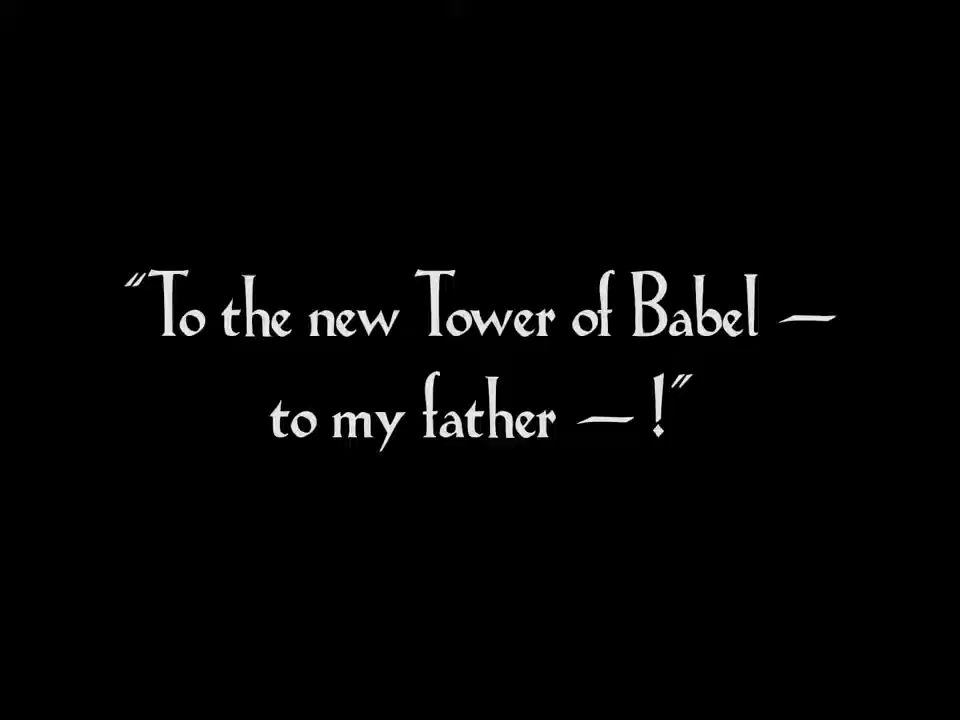 "To the new Tower of Babel —
to my father — !"